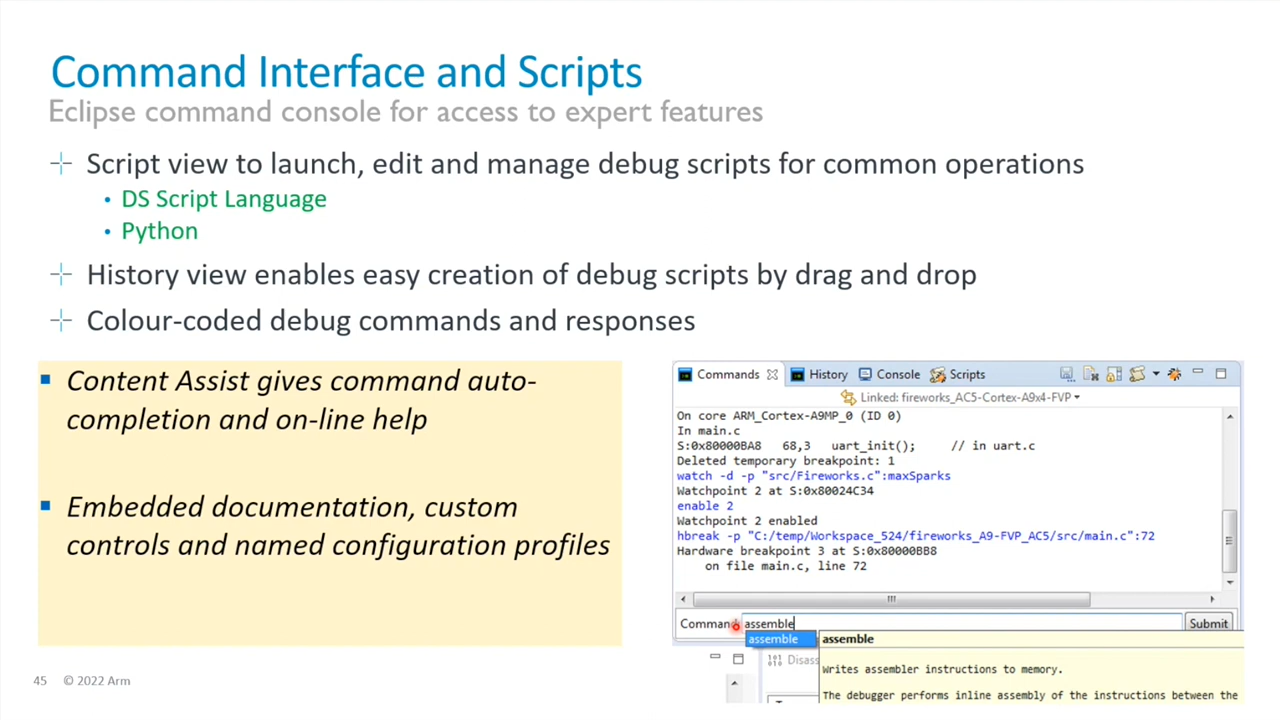 Command Interface and Scripts
Eclipse command console for access to expert features
Script view to launch, edit and manage debug scripts for common operations
• DS Script Language
• Python
History view enables easy creation of debug scripts by drag and drop
Colour-coded debug commands and responses
▪ Content Assist gives command auto-
completion and on-line help
▪ Embedded documentation, custom
controls and named configuration profiles
Commands History Console Scripts
Linked: fireworks_AC5-Cortex-A9x4-FVP
On core ARM_Cortex-A9MP_0 (ID 0)
In main.c
S:0x80000BA8 68,3 uart_init(); // in uart.c
Deleted temporary breakpoint: 1
watch -d -p "src/Fireworks.c":maxSparks
Watchpoint 2 at S:0x80024C34
enable 2
Watchpoint 2 enabled
hbreak -p "C:/temp/Workspace_524/fireworks_A9-FVP_AC5/src/main.c":72
Hardware breakpoint 3 at S:0x80000BB8
on file main.c, line 72
Command assemble Submit
assemble assemble
Disass
Writes assembler instructions to memory.
The debugger performs inline assembly of the instructions between the
45 © 2022 Arm